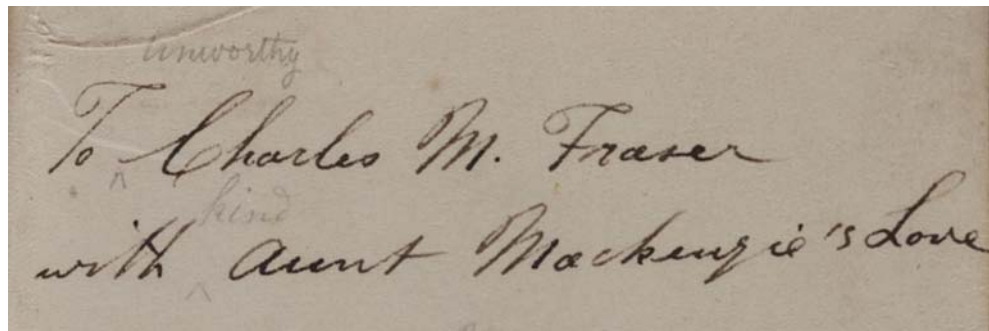 unworthy
To ^ Charles M. Fraser
kind
with ^ Aunt Mackenzie's Love